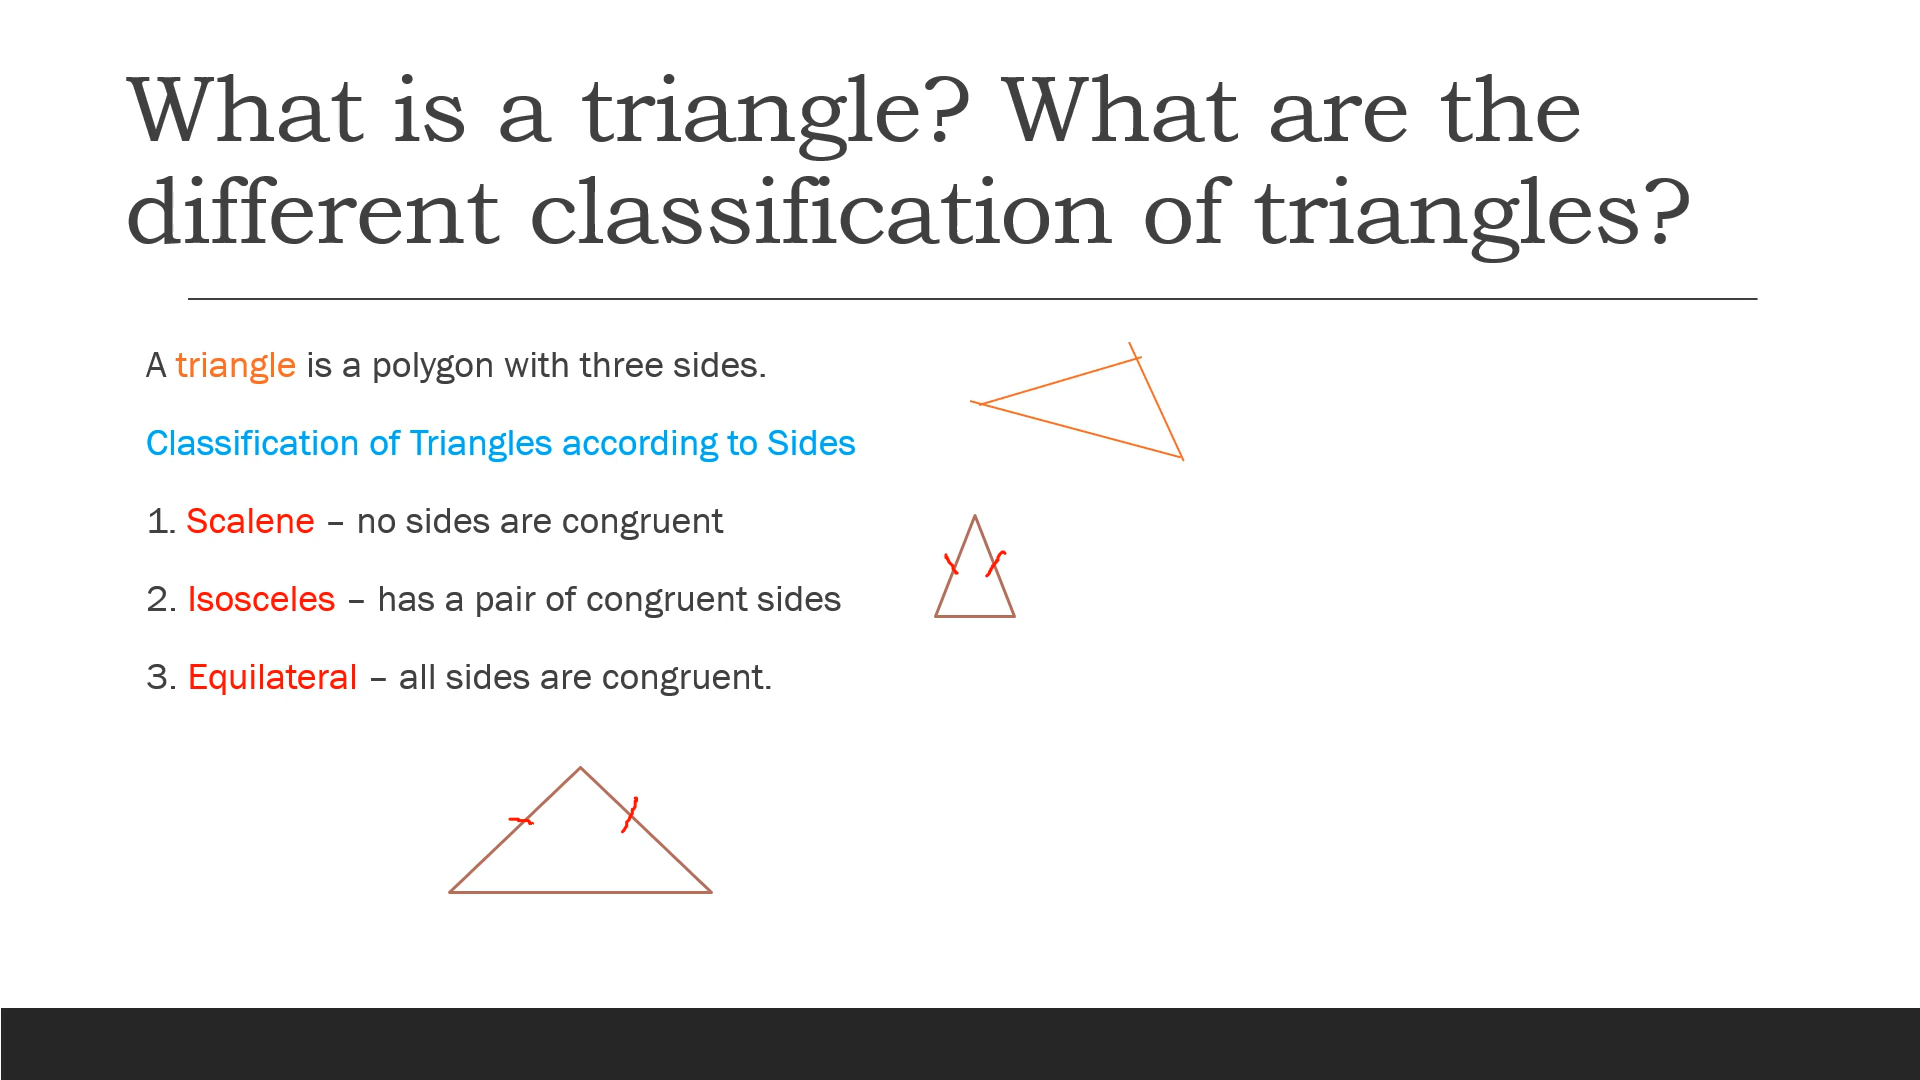 What is a triangle? What are the
different classification of triangles?
A triangle is a polygon with three sides.
Classification of Triangles according to Sides
1. Scalene – no sides are congruent
2. Isosceles – has a pair of congruent sides
3. Equilateral – all sides are congruent.